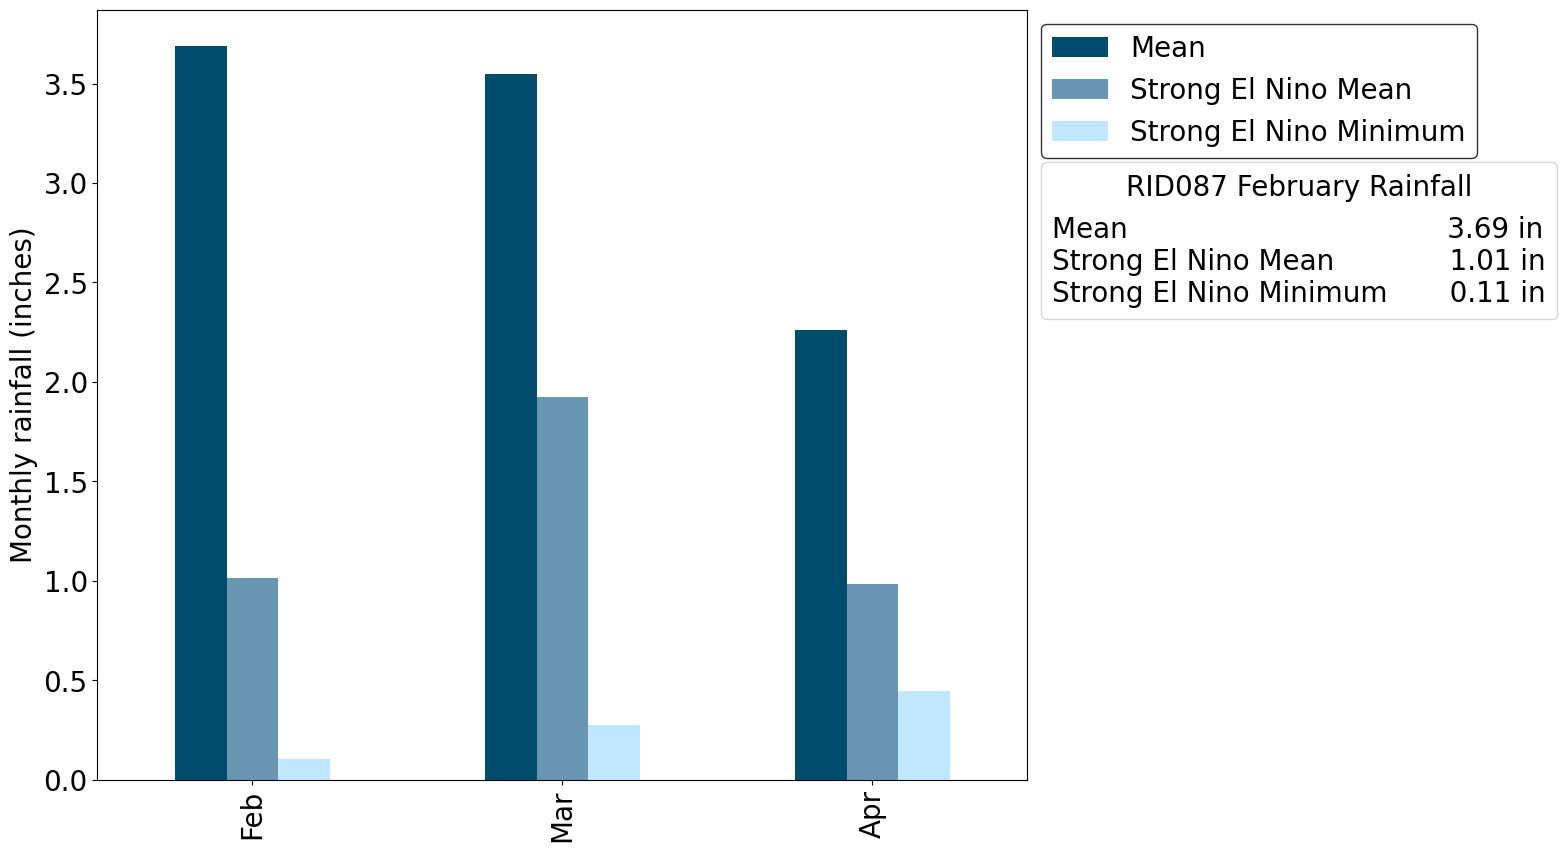 Monthly rainfall (inches)
3.5
3.0
2.5
2.0
1.5
1.0
0.5
0.0
Feb
Mar
Apr
Mean
Strong El Nino Mean
Strong El Nino Minimum
RID087 February Rainfall
Mean 3.69 in
Strong El Nino Mean 1.01 in
Strong El Nino Minimum 0.11 in